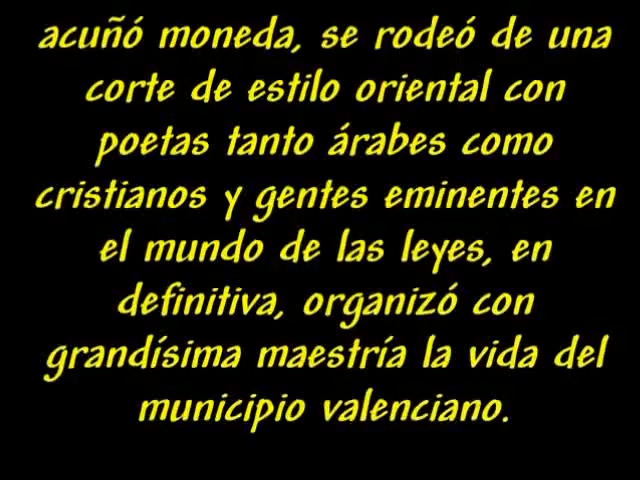 acuñó moneda, se rodeó de una
corte de estilo oriental con
poetas tanto árabes como
cristianos y gentes eminentes en
el mundo de las leyes, en
definitiva, organizó con
grandísima maestría la vida del
municipio valenciano.